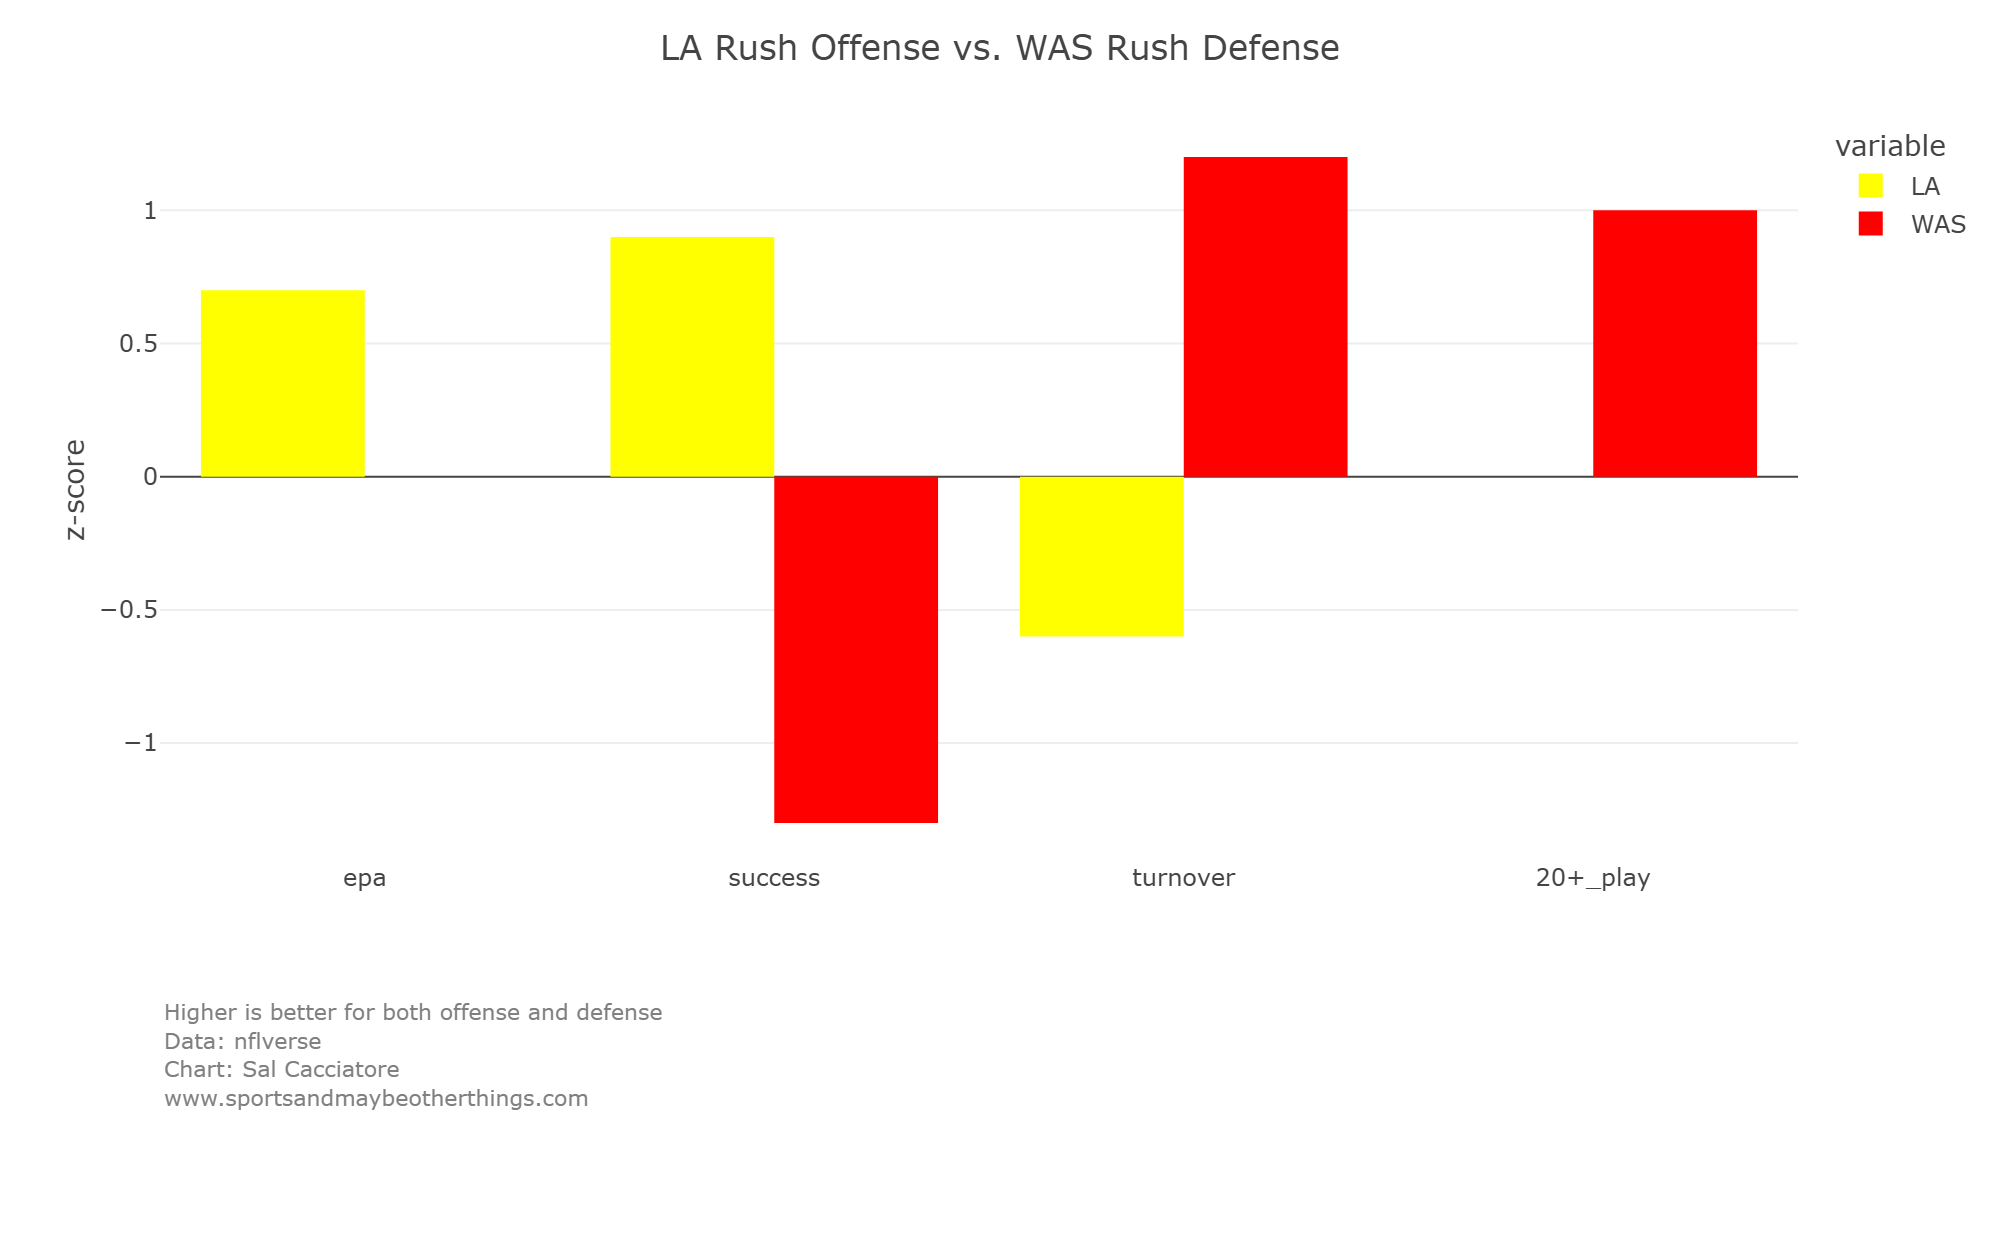 LA Rush Offense vs. WAS Rush Defense
variable
LA
WAS
1
0.5
0
−0.5
−1
z-score
epa
success
turnover
20+_play
Higher is better for both offense and defense
Data: nflverse
Chart: Sal Cacciatore
www.sportsandmaybeotherthings.com